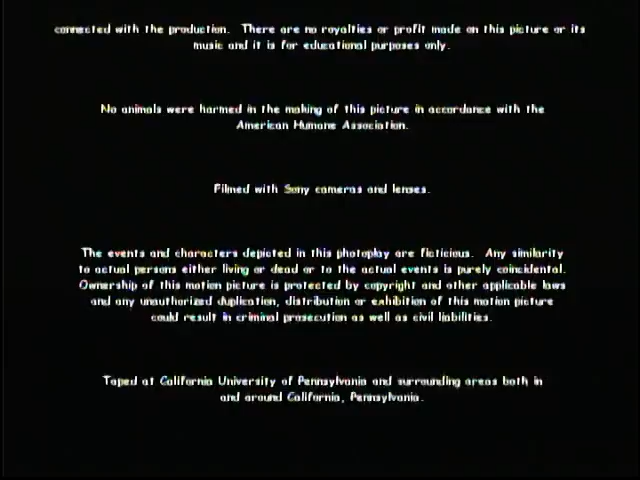 connected with the production. There are no royalties or profit made on this picture or its
music and it is for educational purposes only.
No animals were harmed in the making of this picture in accordance with the
American Humane Association.
Filmed with Sony cameras and lenses.
The events and characters depicted in this photoplay are ficticious. Any similarity
to actual persons either living or dead or to the actual events is purely coincidental.
Ownership of this motion picture is protected by copyright and other applicable laws
and any unauthorized duplication, distribution or exhibition of this motion picture
could result in criminal prosecution as well as civil liabilities.
Taped at California University of Pennsylvania and surrounding areas both in
and around California, Pennsylvania.